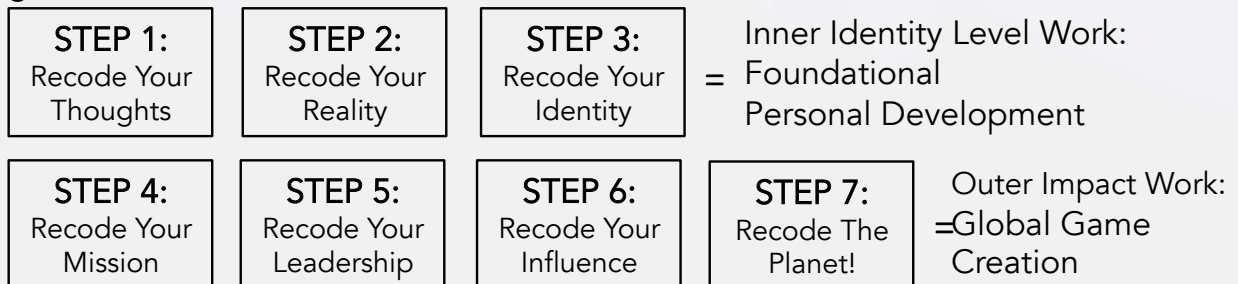 STEP 1:
Recode Your
Thoughts
STEP 2:
Recode Your
Reality
STEP 3:
Recode Your
Identity
=
Inner Identity Level Work:
Foundational
Personal Development
STEP 4:
Recode Your
Mission
STEP 5:
Recode Your
Leadership
STEP 6:
Recode Your
Influence
STEP 7:
Recode The
Planet!
Outer Impact Work:
=Global Game
Creation